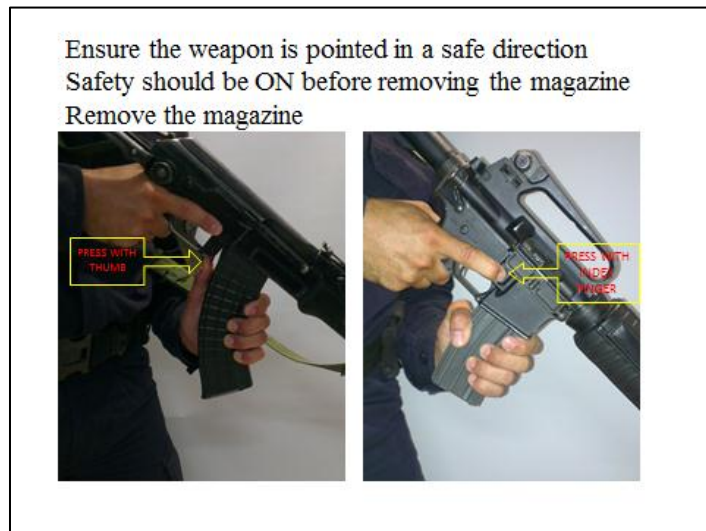 Ensure the weapon is pointed in a safe direction
Safety should be ON before removing the magazine
Remove the magazine
PRESS WITH
THUMB
PRESS WITH
INDEX
FINGER